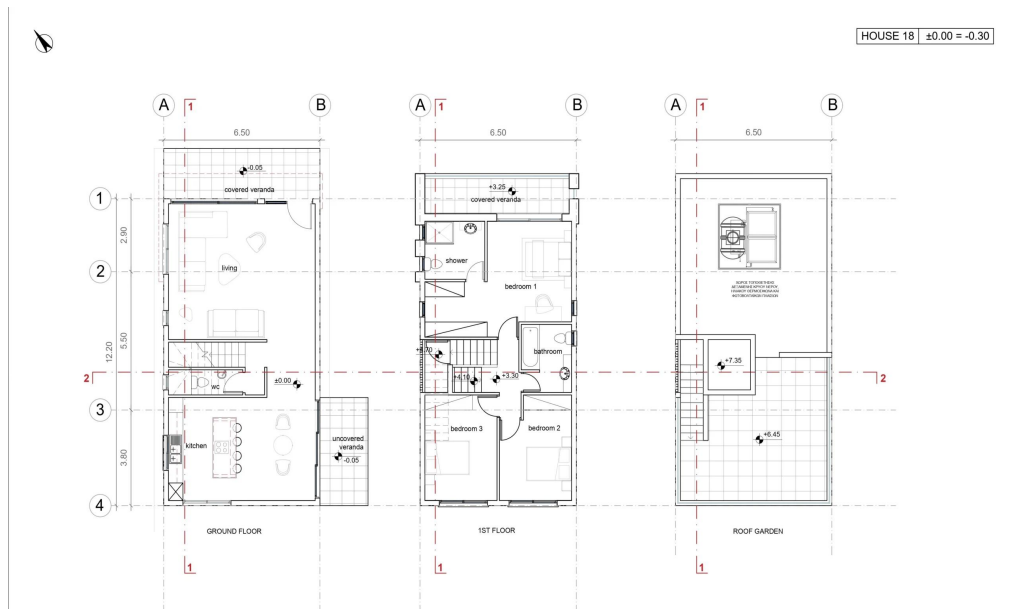 HOUSE 18 ±0.00 = -0.30
A 1 B A 1 B A 1 B
6.50 6.50 6.50
-0.05
covered veranda
+3.25
covered veranda
1
2.90
living
shower
2
bedroom 1
12.20
5.50
+4.70
bathroom
+7.35
2
wc
±0.00
+4.10
+3.30
2
3
kitchen
uncovered
veranda
-0.05
bedroom 3
bedroom 2
+6.45
3.80
4
GROUND FLOOR
1ST FLOOR
ROOF GARDEN
1 1 1